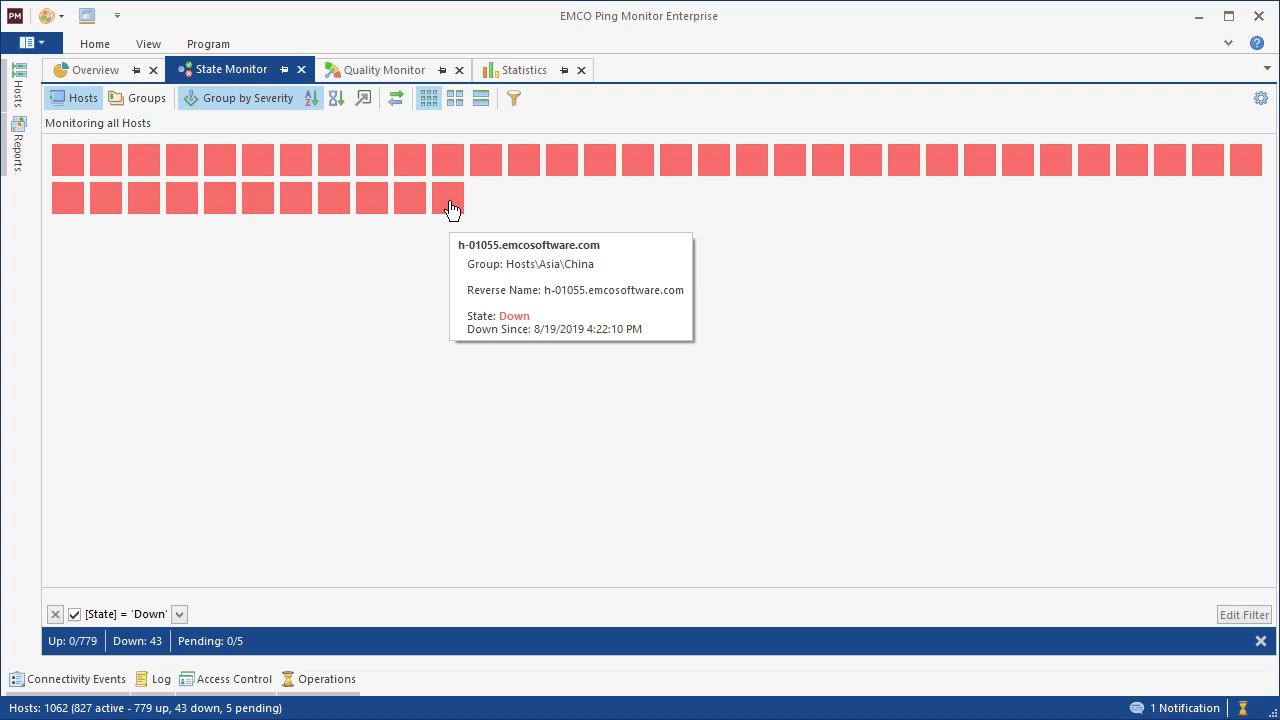 PM
EMCO Ping Monitor Enterprise
Home View Program
Hosts
Reports
Overview State Monitor Quality Monitor Statistics
Hosts Groups Group by Severity
Monitoring all Hosts
h-01055.emcosoftware.com
Group: Hosts\Asia\China
Reverse Name: h-01055.emcosoftware.com
State: Down
Down Since: 8/19/2019 4:22:10 PM
[State] = 'Down' Edit Filter
Up: 0/779 Down: 43 Pending: 0/5
Connectivity Events Log Access Control Operations
Hosts: 1062 (827 active - 779 up, 43 down, 5 pending) 1 Notification